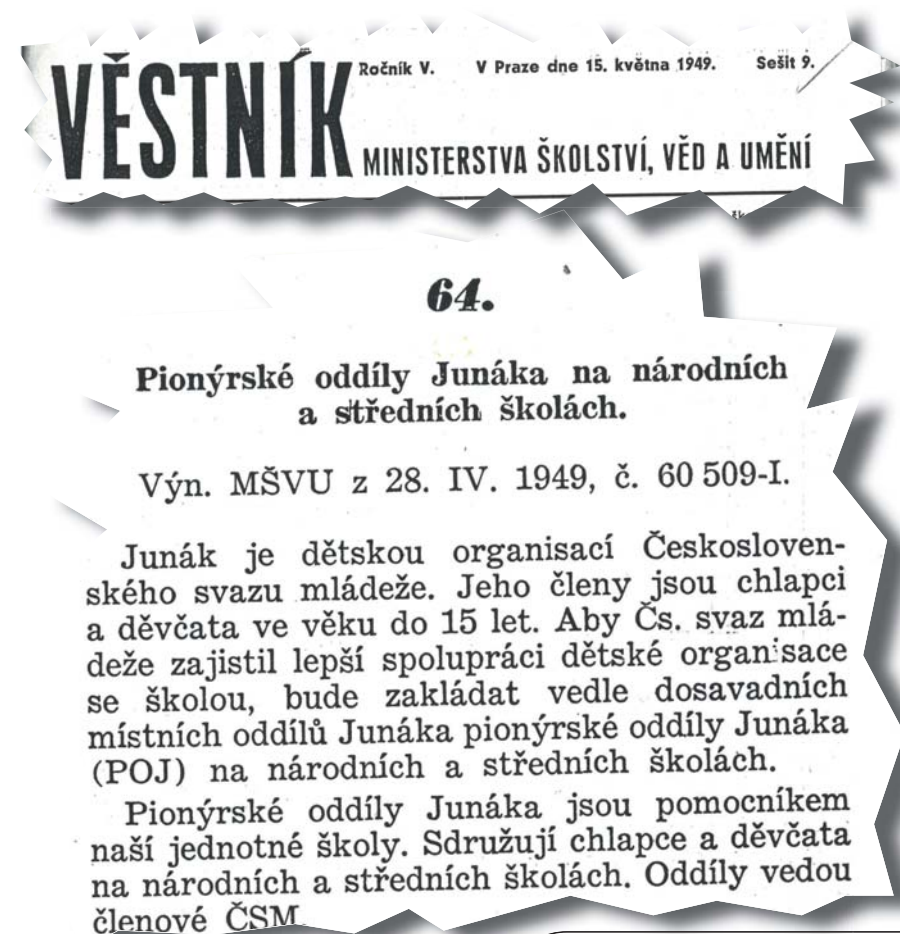 VĚSTNÍK
Ročník V. V Praze dne 15. května 1949. Sešit 9.
MINISTERSTVA ŠKOLSTVÍ, VĚD A UMĚNÍ
64.
Pionýrské oddíly Junáka na národních
a středních školách.
Výn. MŠVU z 28. IV. 1949, č. 60 509-I.
Junák je dětskou organisací Českosloven-
ského svazu mládeže. Jeho členy jsou chlapci
a děvčata ve věku do 15 let. Aby Čs. svaz mlá-
deže zajistil lepší spolupráci dětské organisace
se školou, bude zakládat vedle dosavadních
místních oddílů Junáka pionýrské oddíly Junáka
(POJ) na národních a středních školách.
Pionýrské oddíly Junáka jsou pomocníkem
naší jednotné školy. Sdružují chlapce a děvčata
na národních a středních školách. Oddíly vedou
členové ČSM.